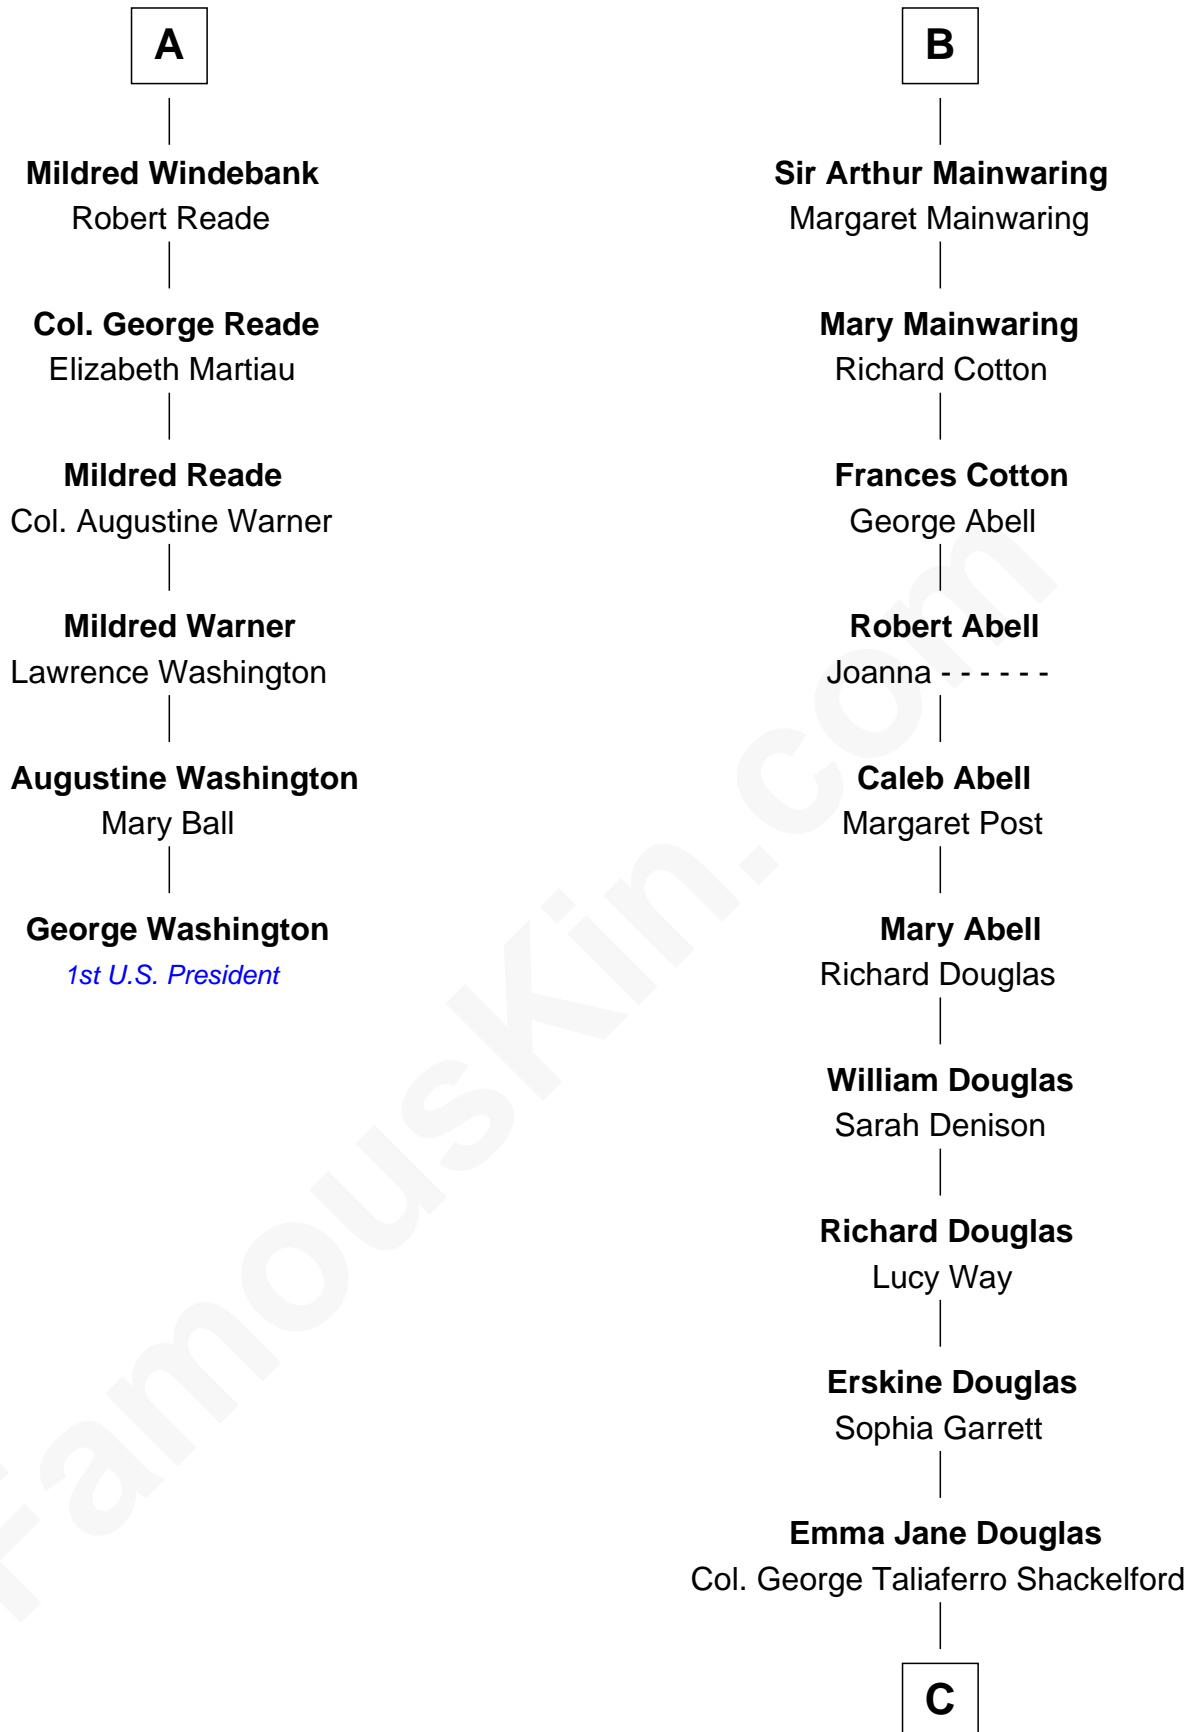 A
Mildred Windebank
Robert Reade
Col. George Reade
Elizabeth Martiau
Mildred Reade
Col. Augustine Warner
Mildred Warner
Lawrence Washington
Augustine Washington
Mary Ball
George Washington
1st U.S. President
B
Sir Arthur Mainwaring
Margaret Mainwaring
Mary Mainwaring
Richard Cotton
Frances Cotton
George Abell
Robert Abell
Joanna - - - - - -
Caleb Abell
Margaret Post
Mary Abell
Richard Douglas
William Douglas
Sarah Denison
Richard Douglas
Lucy Way
Erskine Douglas
Sophia Garrett
Emma Jane Douglas
Col. George Taliaferro Shackelford
C
FamousKin.com